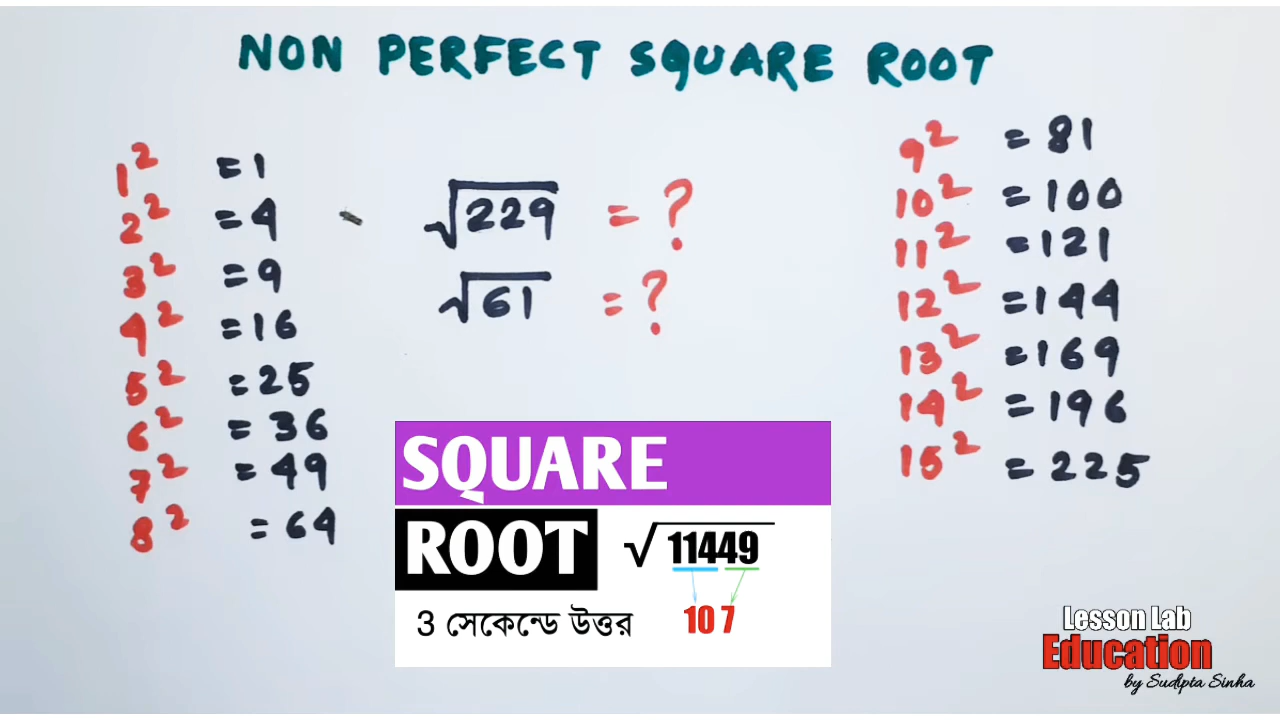 NON PERFECT SQUARE ROOT
1² = 1
2² = 4
3² = 9
4² = 16
5² = 25
6² = 36
7² = 49
8² = 64
√229 = ?
√61 = ?
9² = 81
10² = 100
11² = 121
12² = 144
13² = 169
14² = 196
15² = 225
SQUARE
ROOT √11449
3 সেকেন্ডে উত্তর 10 7
Lesson Lab
Education
by Sudipta Sinha